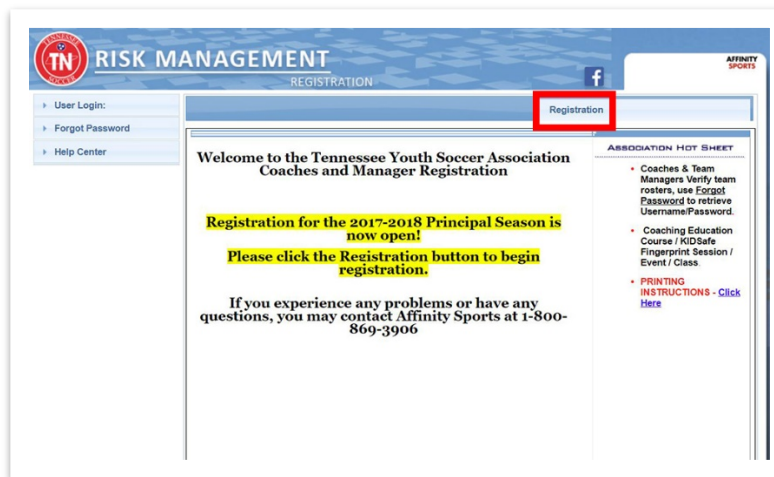 TENNESSEE
TN
SOCCER
RISK MANAGEMENT
REGISTRATION
f
AFFINITY
SPORTS
User Login:
Forgot Password
Help Center
Registration
Welcome to the Tennessee Youth Soccer Association
Coaches and Manager Registration
Registration for the 2017-2018 Principal Season is
now open!
Please click the Registration button to begin
registration.
If you experience any problems or have any
questions, you may contact Affinity Sports at 1-800-
869-3906
ASSOCIATION HOT SHEET
• Coaches & Team
Managers Verify team
rosters, use Forgot
Password to retrieve
Username/Password.
• Coaching Education
Course / KIDSafe
Fingerprint Session /
Event / Class
• PRINTING
INSTRUCTIONS - Click
Here